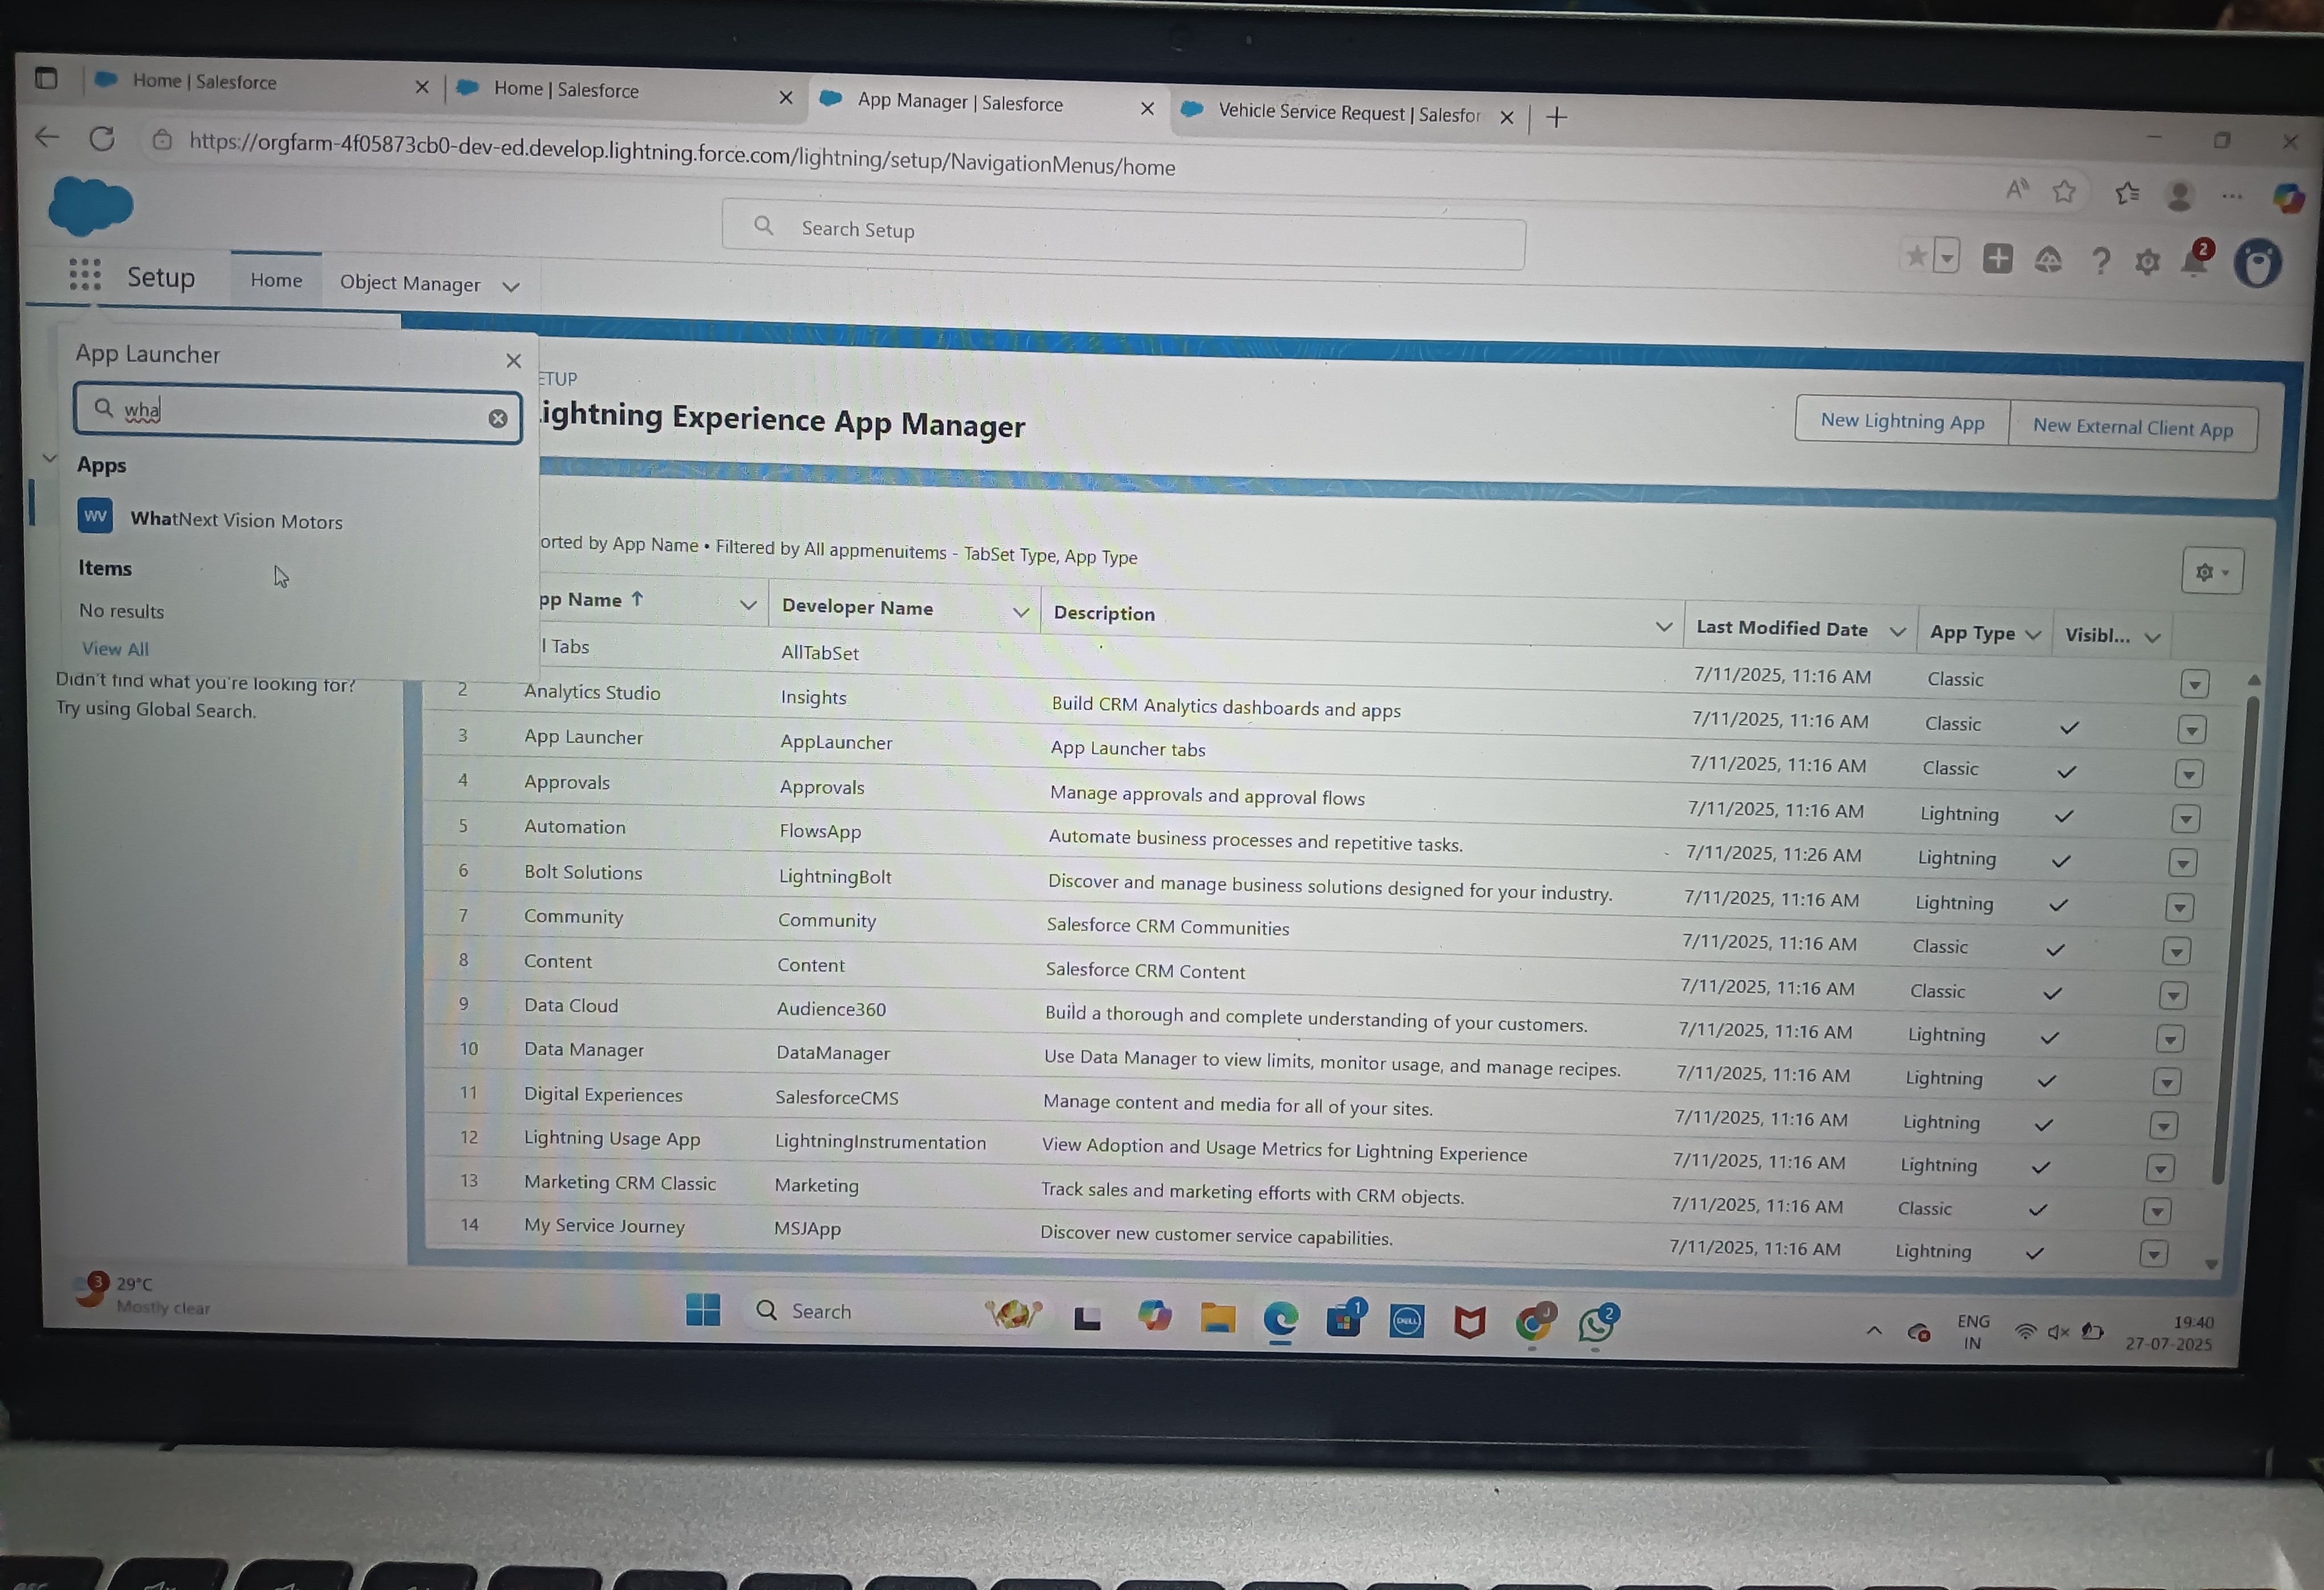 Home | Salesforce
Home | Salesforce
App Manager | Salesforce
Vehicle Service Request | Salesfor
https://orgfarm-4f05873cb0-dev-ed.develop.lightning.force.com/lightning/setup/NavigationMenus/home
Search Setup
2
Setup
Home
Object Manager
App Launcher
wha
Apps
WV
WhatNext Vision Motors
Items
No results
View All
Didn't find what you're looking for?
Try using Global Search.
ETUP
ightning Experience App Manager
New Lightning App
New External Client App
orted by App Name • Filtered by All appmenuitems - TabSet Type, App Type
pp Name ↑ Developer Name Description Last Modified Date App Type Visibl...
l Tabs AllTabSet 7/11/2025, 11:16 AM Classic
2 Analytics Studio Insights Build CRM Analytics dashboards and apps 7/11/2025, 11:16 AM Classic
3 App Launcher AppLauncher App Launcher tabs 7/11/2025, 11:16 AM Classic
4 Approvals Approvals Manage approvals and approval flows 7/11/2025, 11:16 AM Lightning
5 Automation FlowsApp Automate business processes and repetitive tasks. 7/11/2025, 11:26 AM Lightning
6 Bolt Solutions LightningBolt Discover and manage business solutions designed for your industry. 7/11/2025, 11:16 AM Lightning
7 Community Community Salesforce CRM Communities 7/11/2025, 11:16 AM Classic
8 Content Content Salesforce CRM Content 7/11/2025, 11:16 AM Classic
9 Data Cloud Audience360 Build a thorough and complete understanding of your customers. 7/11/2025, 11:16 AM Lightning
10 Data Manager DataManager Use Data Manager to view limits, monitor usage, and manage recipes. 7/11/2025, 11:16 AM Lightning
11 Digital Experiences SalesforceCMS Manage content and media for all of your sites. 7/11/2025, 11:16 AM Lightning
12 Lightning Usage App LightningInstrumentation View Adoption and Usage Metrics for Lightning Experience 7/11/2025, 11:16 AM Lightning
13 Marketing CRM Classic Marketing Track sales and marketing efforts with CRM objects. 7/11/2025, 11:16 AM Classic
14 My Service Journey MSJApp Discover new customer service capabilities. 7/11/2025, 11:16 AM Lightning
3
29°C
Mostly clear
Search
1
DELL
J
2
ENG
IN
19:40
27-07-2025